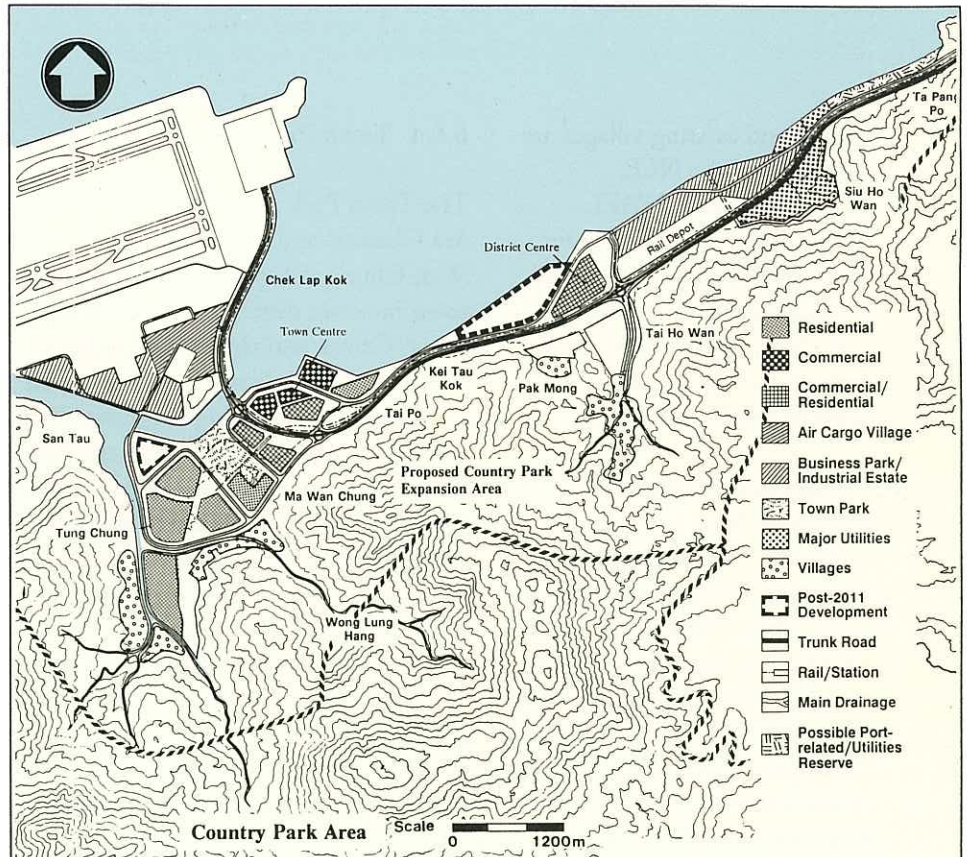 Ta Pang
Po
Siu Ho
Wan
Rail Depot
District Centre
Chek Lap Kok
Town Centre
Tai Ho Wan
Kei Tau
Kok
Pak Mong
Tai Po
San Tau
Proposed Country Park
Expansion Area
Ma Wan Chung
Tung Chung
Wong Lung
Hang
Country Park Area
Scale
0
1200m
Residential
Commercial
Commercial/
Residential
Air Cargo Village
Business Park/
Industrial Estate
Town Park
Major Utilities
Villages
Post-2011
Development
Trunk Road
Rail/Station
Main Drainage
Possible Port-
related/Utilities
Reserve